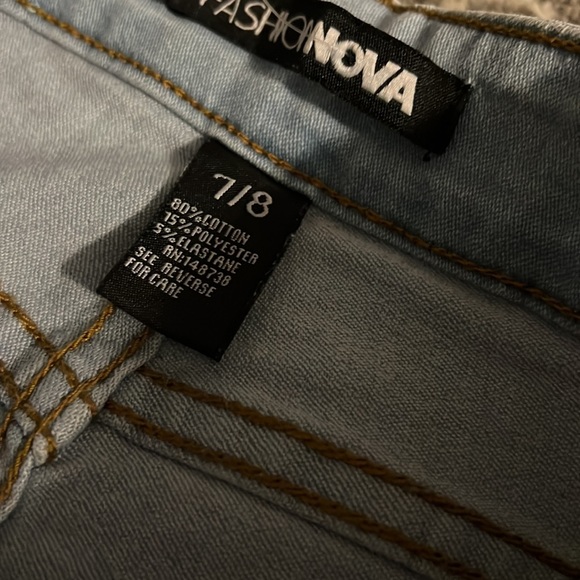 FASHIONNOVA
7/8
80% COTTON
15% POLYESTER
5% ELASTANE
RN:148738
SEE REVERSE
FOR CARE